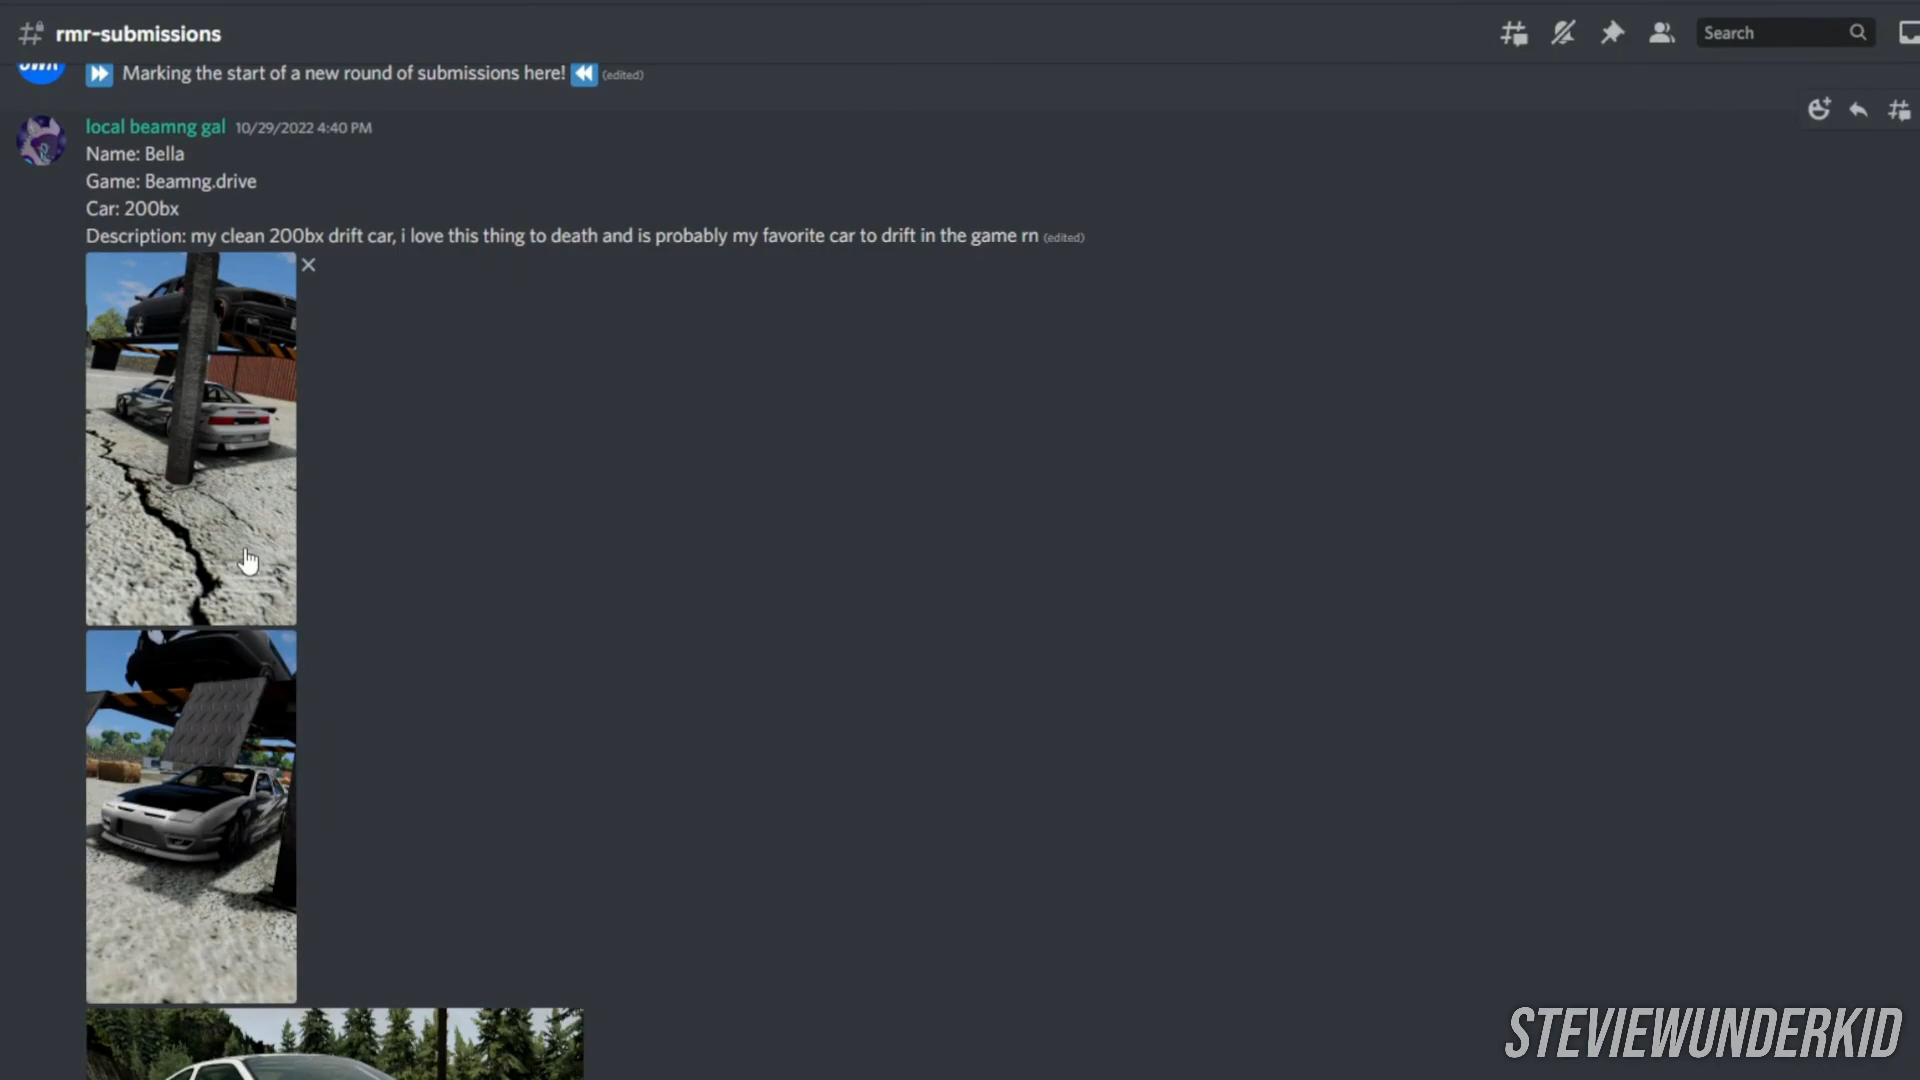 rmr-submissions
Search
Marking the start of a new round of submissions here! (edited)
local beamng gal 10/29/2022 4:40 PM
Name: Bella
Game: Beamng.drive
Car: 200bx
Description: my clean 200bx drift car, i love this thing to death and is probably my favorite car to drift in the game rn (edited)
STEVIEWUNDERKID